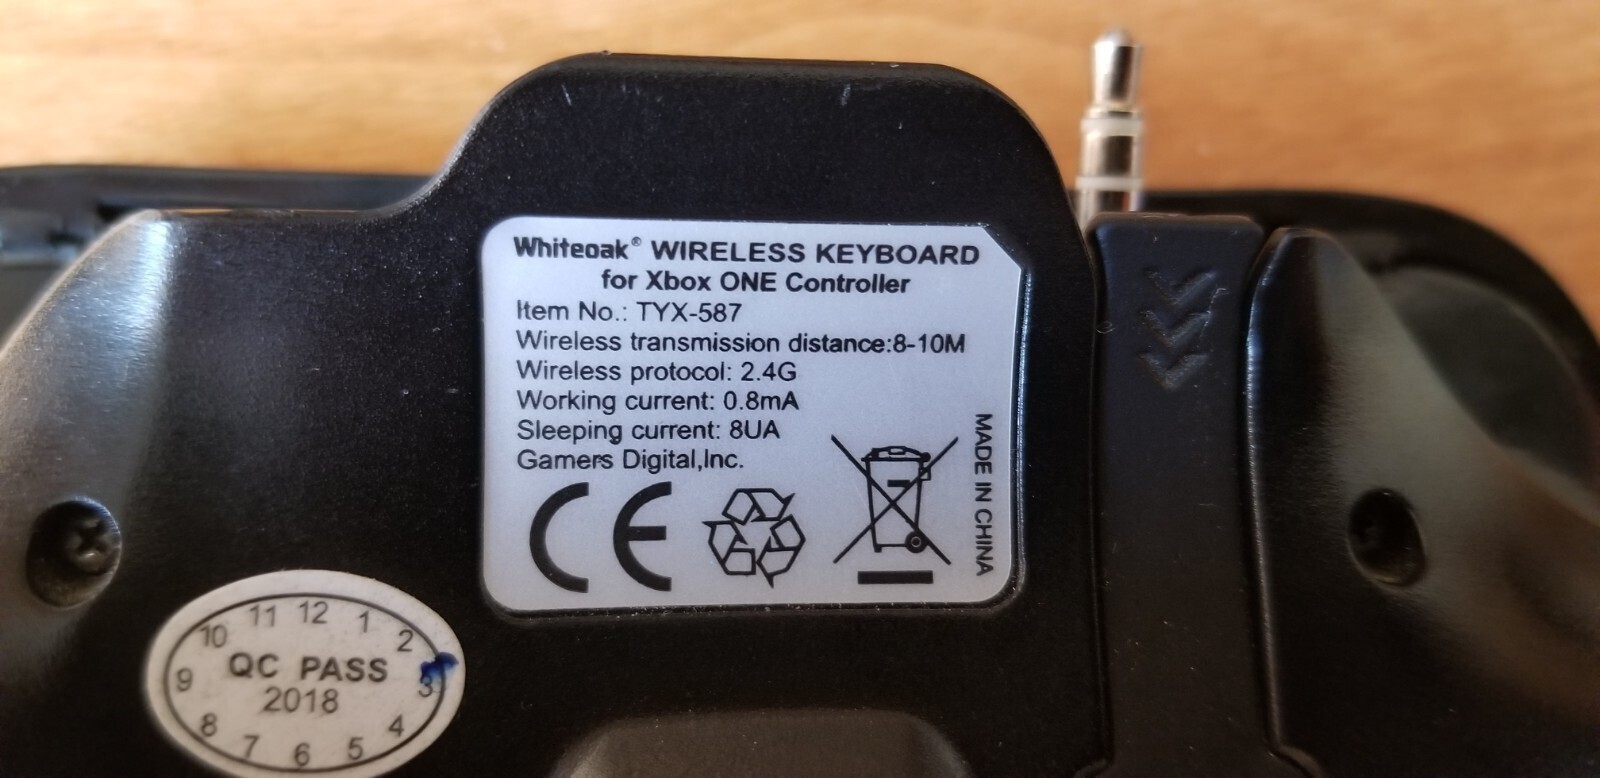 Whiteoak® WIRELESS KEYBOARD
for Xbox ONE Controller
Item No.: TYX-587
Wireless transmission distance:8-10M
Wireless protocol: 2.4G
Working current: 0.8mA
Sleeping current: 8UA
Gamers Digital,Inc.
CE
MADE IN CHINA
12
1
2
3
4
5
6
7
8
9
10
11
QC PASS
2018